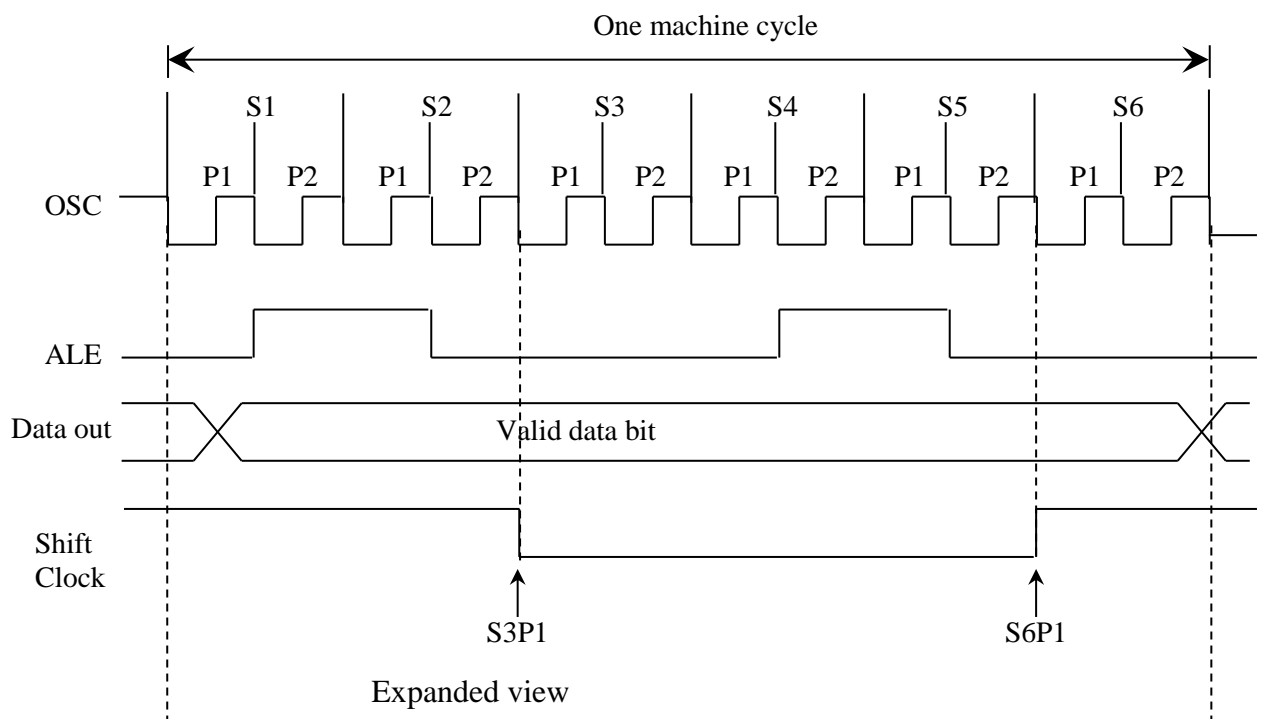 One machine cycle
S1 S2 S3 S4 S5 S6
P1 P2 P1 P2 P1 P2 P1 P2 P1 P2 P1 P2
OSC
ALE
Data out Valid data bit
Shift
Clock
S3P1 S6P1
Expanded view